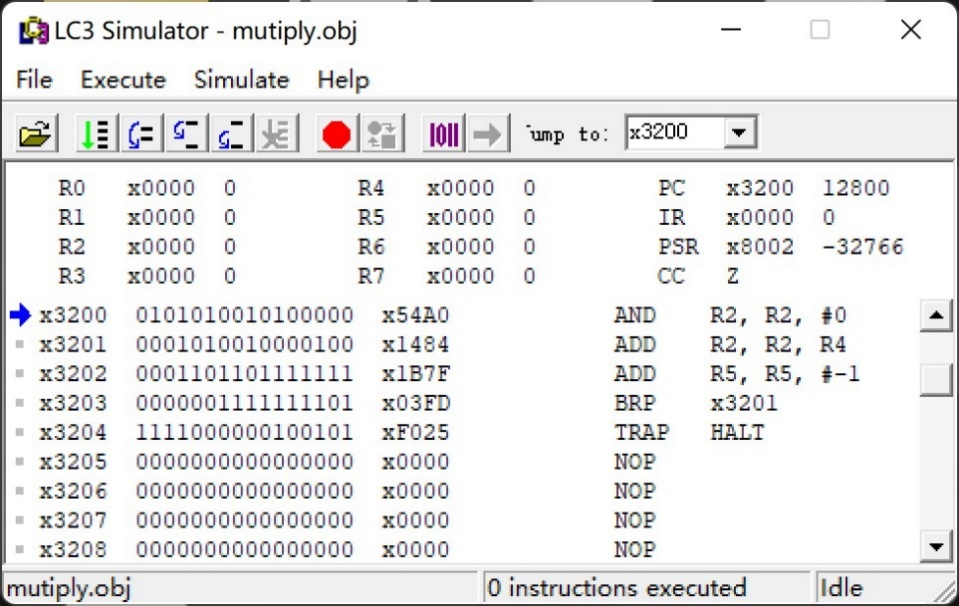 LC3 Simulator - mutiply.obj
File Execute Simulate Help
Jump to: x3200
R0 x0000 0 R4 x0000 0 PC x3200 12800
R1 x0000 0 R5 x0000 0 IR x0000 0
R2 x0000 0 R6 x0000 0 PSR x8002 -32766
R3 x0000 0 R7 x0000 0 CC Z
x3200 0101010010100000 x54A0 AND R2, R2, #0
x3201 0001010010000100 x1484 ADD R2, R2, R4
x3202 0001101101111111 x1B7F ADD R5, R5, #-1
x3203 0000001111111101 x03FD BRP x3201
x3204 1111000000100101 xF025 TRAP HALT
x3205 0000000000000000 x0000 NOP
x3206 0000000000000000 x0000 NOP
x3207 0000000000000000 x0000 NOP
x3208 0000000000000000 x0000 NOP
mutiply.obj 0 instructions executed Idle